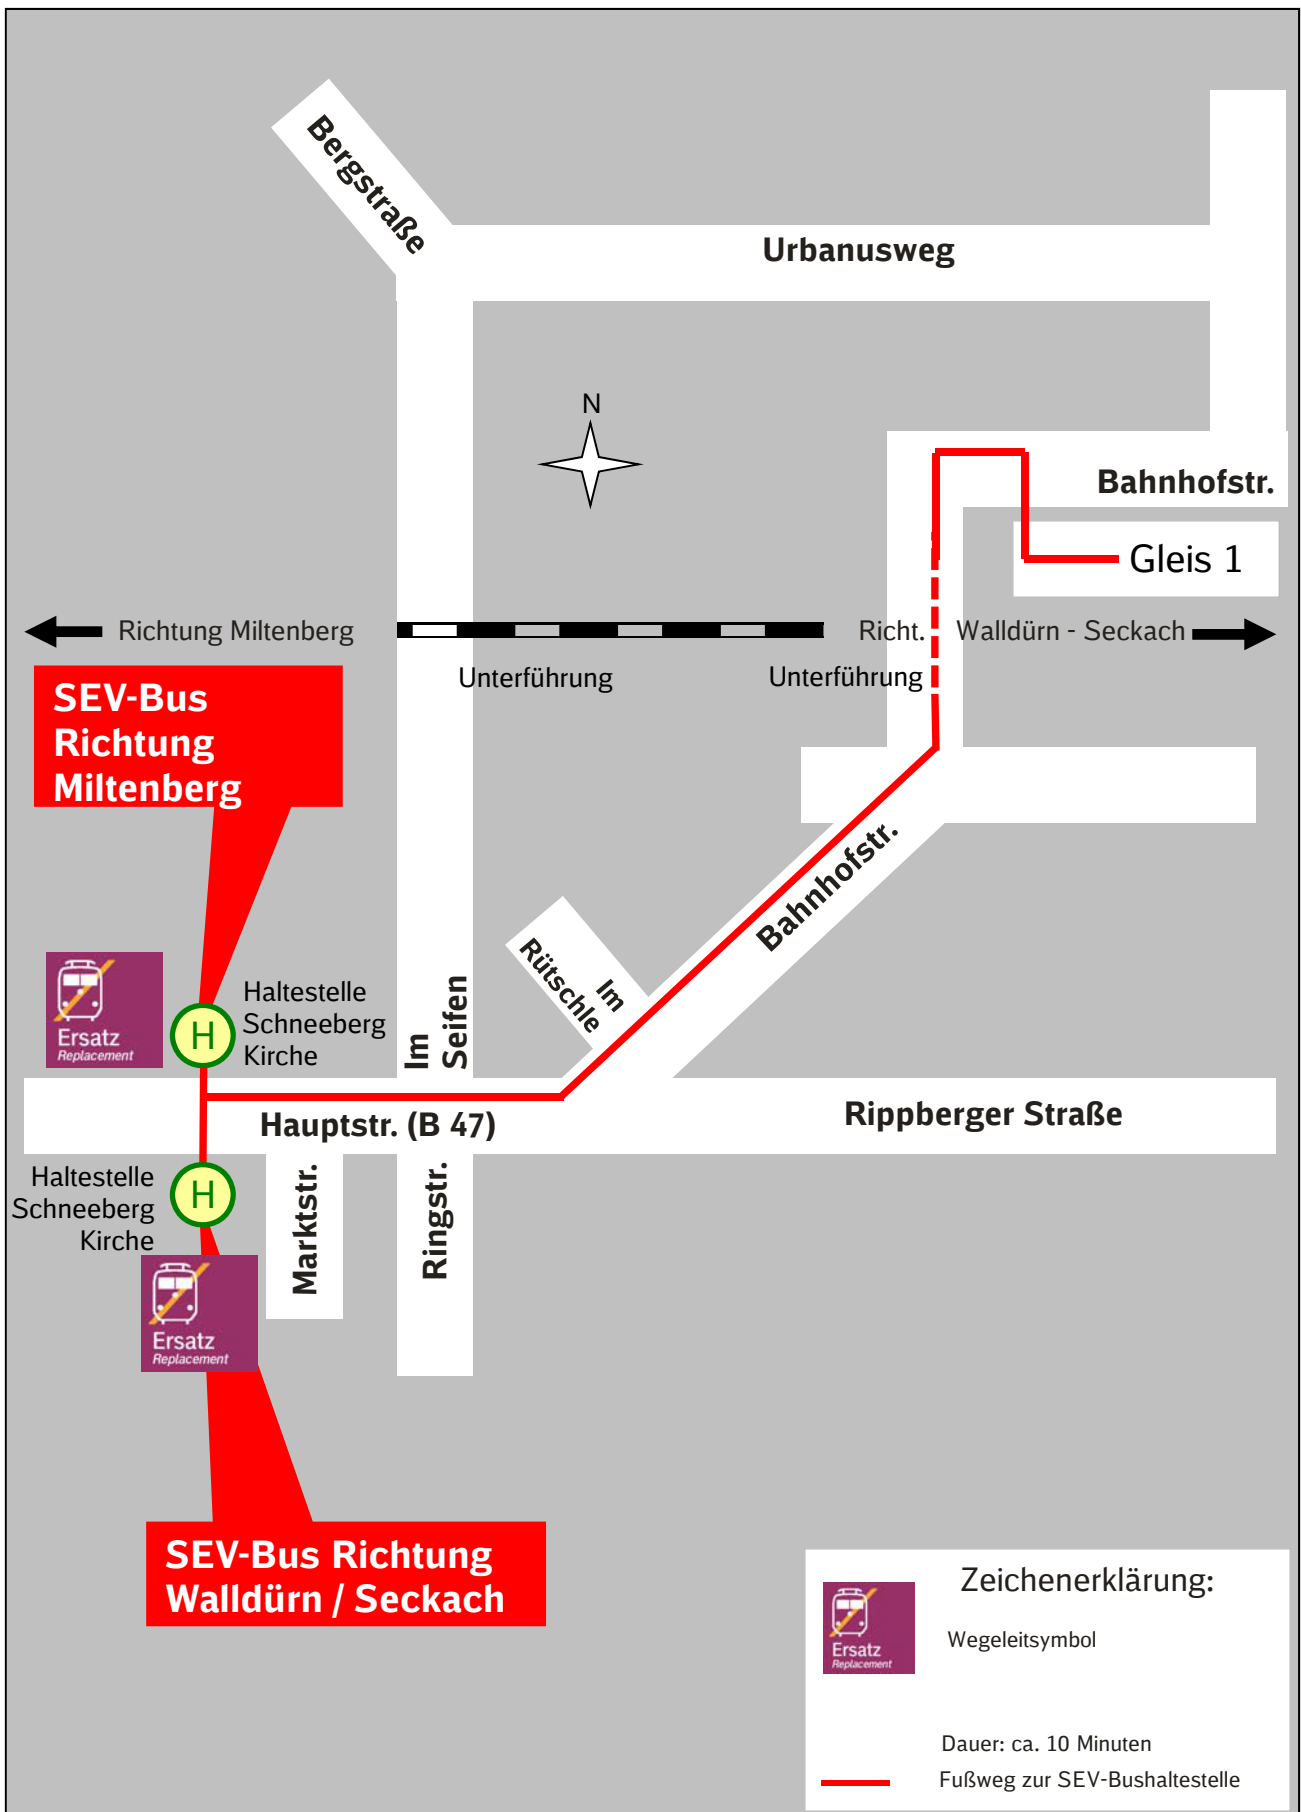 Bergstraße
Urbanusweg
N
Bahnhofstr.
Gleis 1
Richtung Miltenberg
Richt.
Walldürn - Seckach
Unterführung
Unterführung
SEV-Bus
Richtung
Miltenberg
Bahnhofstr.
Im
Rütschle
Im
Seifen
Ersatz
Replacement
H
Haltestelle
Schneeberg
Kirche
Hauptstr. (B 47)
Rippberger Straße
Haltestelle
Schneeberg
Kirche
H
Marktstr.
Ringstr.
Ersatz
Replacement
SEV-Bus Richtung
Walldürn / Seckach
Zeichenerklärung:
Ersatz
Replacement
Wegeleitsymbol
Dauer: ca. 10 Minuten
Fußweg zur SEV-Bushaltestelle